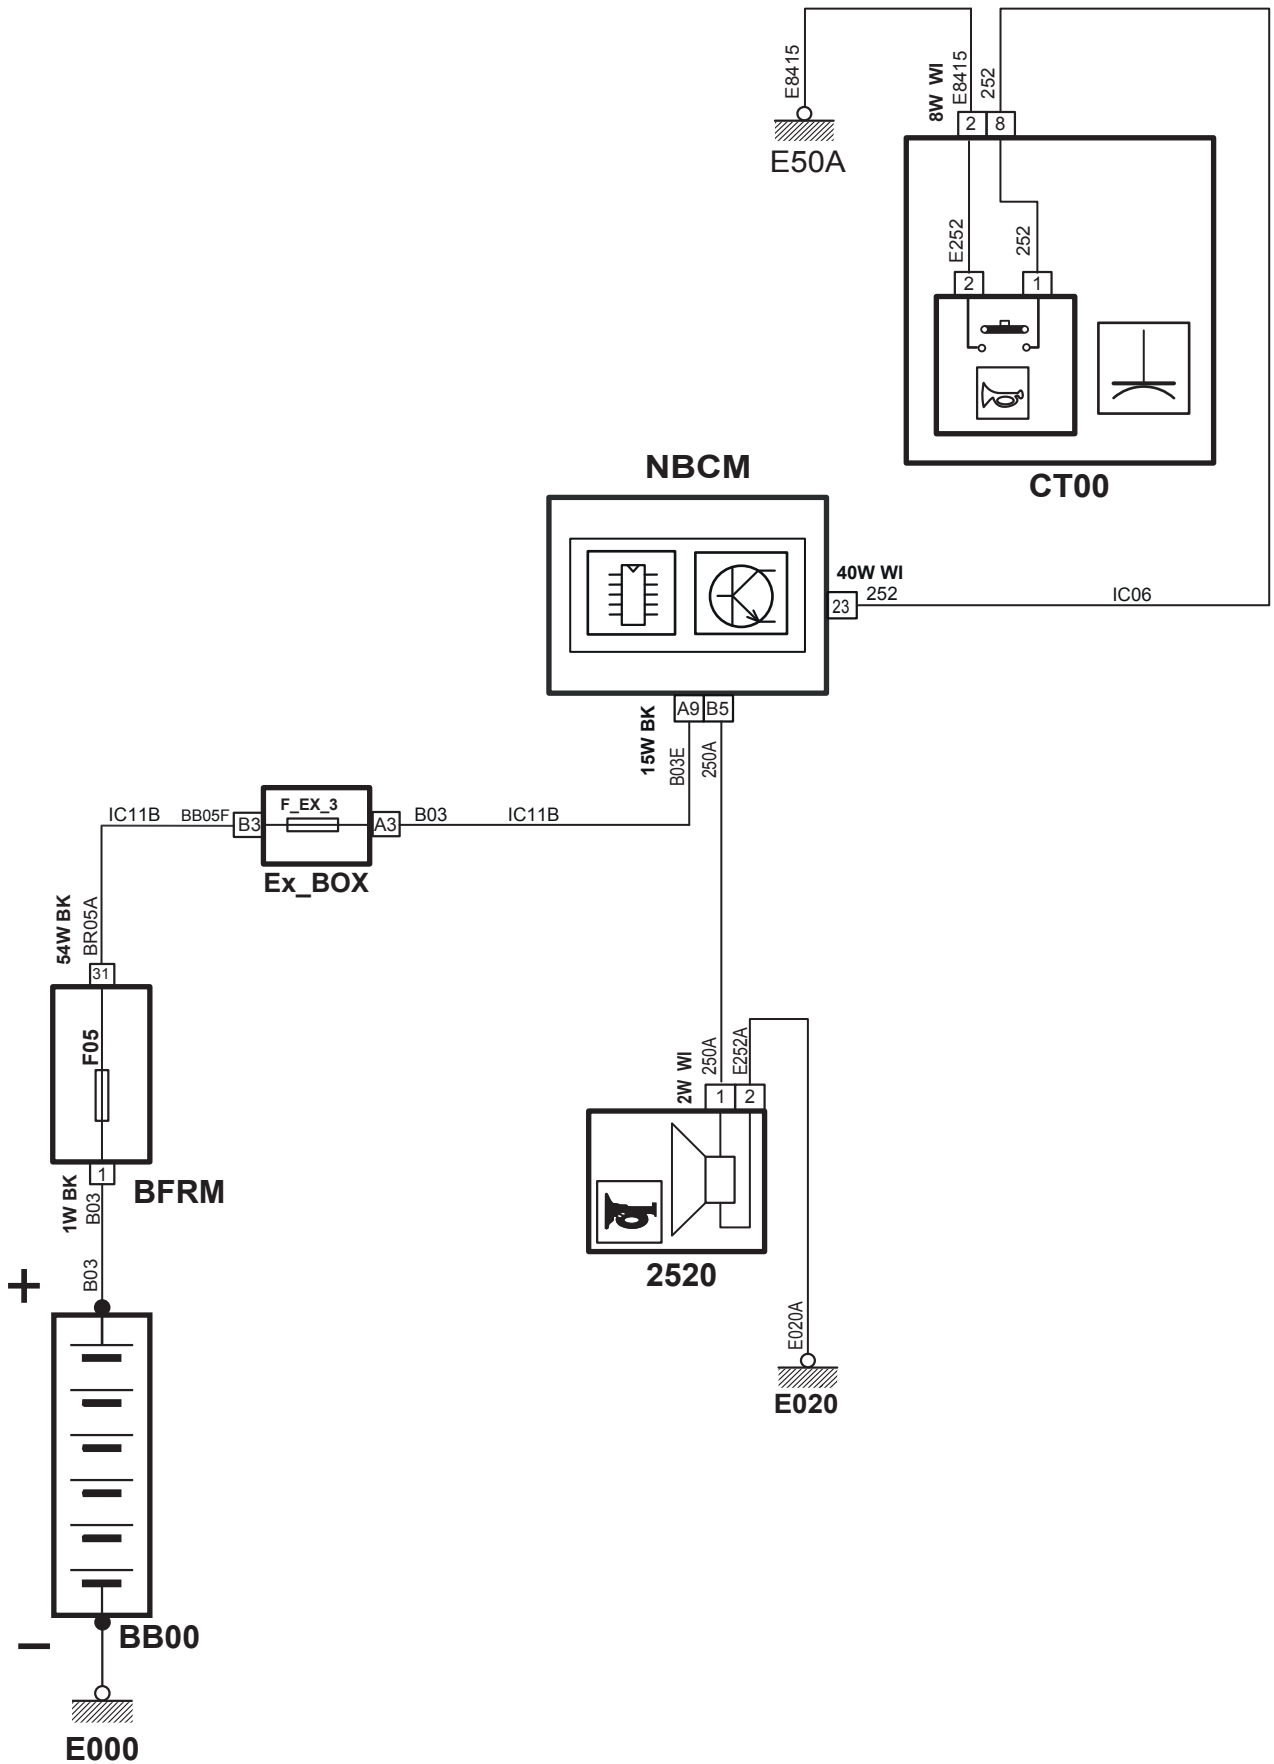 E8415
8W WI
E8415
252
2 8
E50A
E252
252
2 1
CT00
NBCM
40W WI
23 252 IC06
A9 B5
15W BK
B03E
250A
F_EX_3
IC11B BB05F B3 A3 B03 IC11B
Ex_BOX
54W BK
BR05A
31
F05
1
BFRM
1W BK
B03
B03
+
−
BB00
E000
2W WI
250A
E252A
1 2
2520
E020A
E020